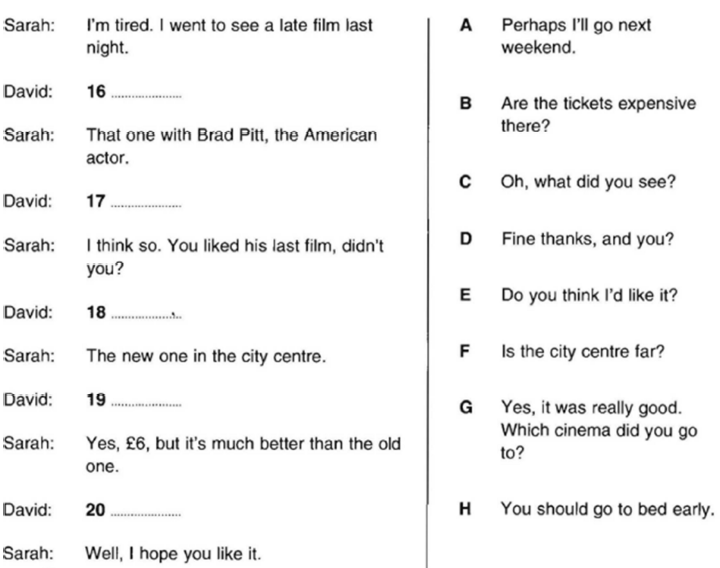 Sarah: I'm tired. I went to see a late film last
night.
David: 16 ....................
Sarah: That one with Brad Pitt, the American
actor.
David: 17 ....................
Sarah: I think so. You liked his last film, didn't
you?
David: 18 ....................
Sarah: The new one in the city centre.
David: 19 ....................
Sarah: Yes, £6, but it's much better than the old
one.
David: 20 ....................
Sarah: Well, I hope you like it.
A Perhaps I'll go next
weekend.
B Are the tickets expensive
there?
C Oh, what did you see?
D Fine thanks, and you?
E Do you think I'd like it?
F Is the city centre far?
G Yes, it was really good.
Which cinema did you go
to?
H You should go to bed early.